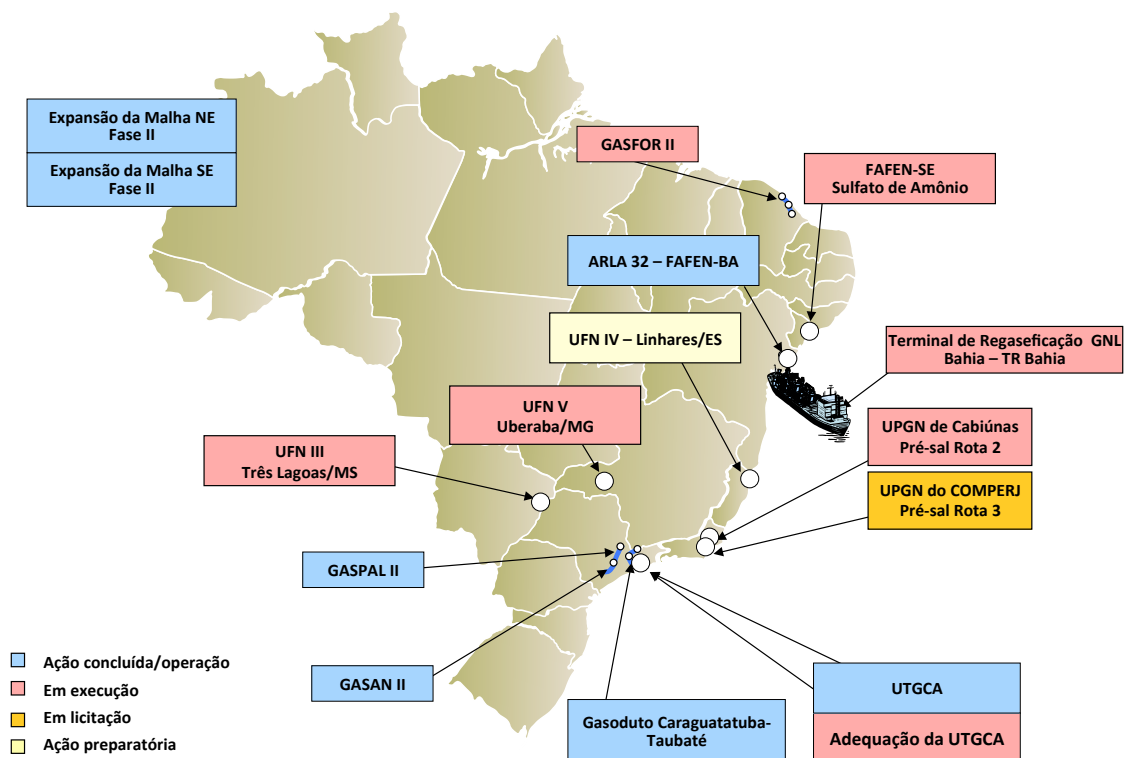 Expansão da Malha NE
Fase II
Expansão da Malha SE
Fase II
GASFOR II
FAFEN-SE
Sulfato de Amônio
ARLA 32 – FAFEN-BA
UFN IV – Linhares/ES
Terminal de Regaseficação GNL
Bahia – TR Bahia
UFN V
Uberaba/MG
UFN III
Três Lagoas/MS
UPGN de Cabiúnas
Pré-sal Rota 2
UPGN do COMPERJ
Pré-sal Rota 3
GASPAL II
GASAN II
Gasoduto Caraguatatuba-
Taubaté
UTGCA
Adequação da UTGCA
Ação concluída/operação
Em execução
Em licitação
Ação preparatória